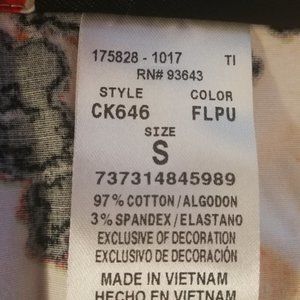 175828 - 1017 TI
RN# 93643
STYLE COLOR
CK646 FLPU
SIZE
S
737314845989
97% COTTON/ALGODON
3% SPANDEX/ELASTANO
EXCLUSIVE OF DECORATION
EXCLUSIVO DE DECORACIÓN
MADE IN VIETNAM
HECHO EN VIETNAM